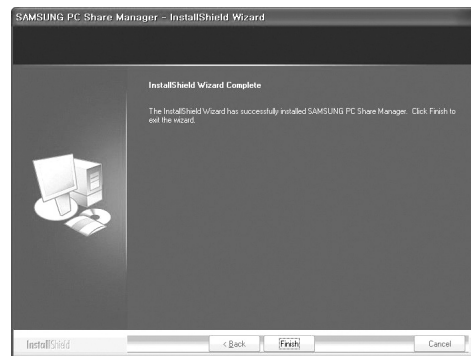 SAMSUNG PC Share Manager - InstallShield Wizard
InstallShield Wizard Complete
The InstallShield Wizard has successfully installed SAMSUNG PC Share Manager. Click Finish to
exit the wizard.
InstallShield
< Back
Finish
Cancel